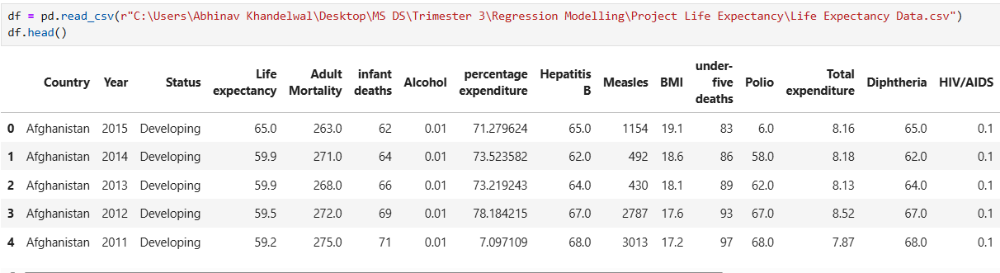 df = pd.read_csv(r"C:\Users\Abhinav Khandelwal\Desktop\MS DS\Trimester 3\Regression Modelling\Project Life Expectancy\Life Expectancy Data.csv")
df.head()
Country Year Status Life expectancy Adult Mortality infant deaths Alcohol percentage expenditure Hepatitis B Measles BMI under-five deaths Polio Total expenditure Diphtheria HIV/AIDS
0 Afghanistan 2015 Developing 65.0 263.0 62 0.01 71.279624 65.0 1154 19.1 83 6.0 8.16 65.0 0.1
1 Afghanistan 2014 Developing 59.9 271.0 64 0.01 73.523582 62.0 492 18.6 86 58.0 8.18 62.0 0.1
2 Afghanistan 2013 Developing 59.9 268.0 66 0.01 73.219243 64.0 430 18.1 89 62.0 8.13 64.0 0.1
3 Afghanistan 2012 Developing 59.5 272.0 69 0.01 78.184215 67.0 2787 17.6 93 67.0 8.52 67.0 0.1
4 Afghanistan 2011 Developing 59.2 275.0 71 0.01 7.097109 68.0 3013 17.2 97 68.0 7.87 68.0 0.1